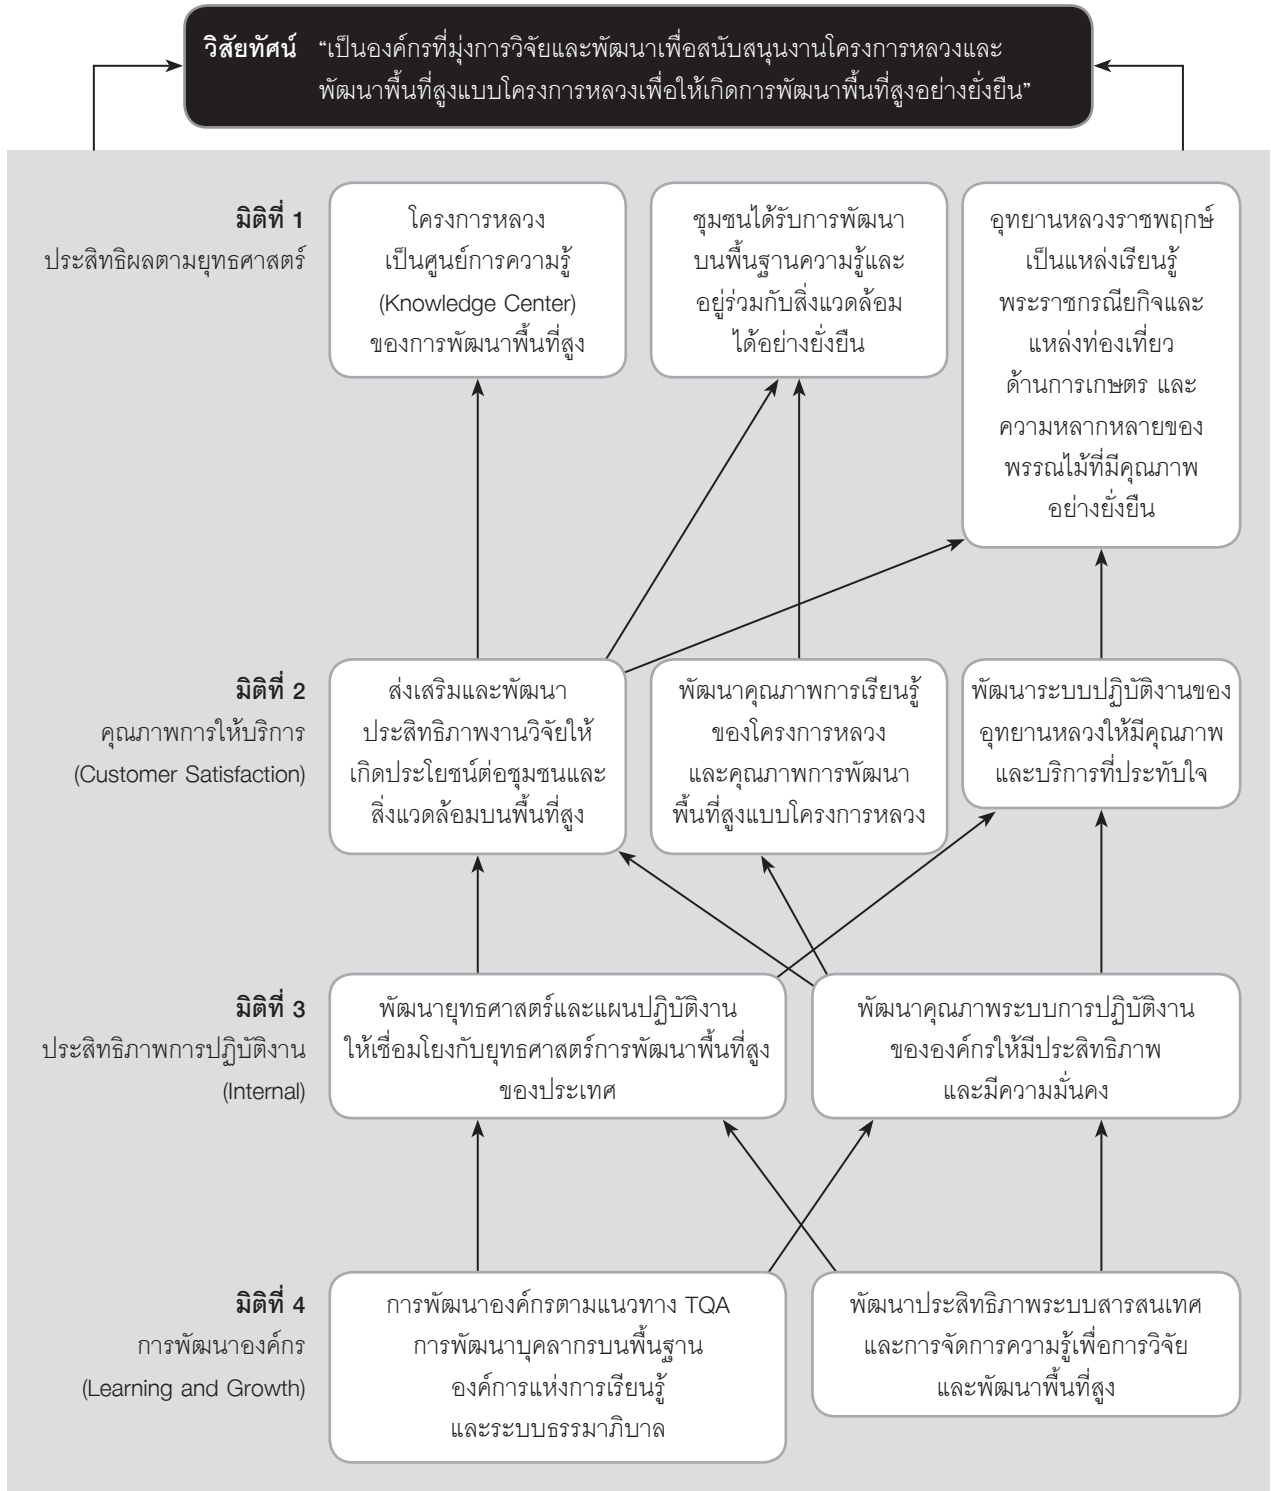 วิสัยทัศน์ “เป็นองค์กรที่มุ่งการวิจัยและพัฒนาเพื่อสนับสนุนงานโครงการหลวงและ
พัฒนาพื้นที่สูงแบบโครงการหลวงเพื่อให้เกิดการพัฒนาพื้นที่สูงอย่างยั่งยืน”
มิติที่ 1
ประสิทธิผลตามยุทธศาสตร์
โครงการหลวง
เป็นศูนย์การความรู้
(Knowledge Center)
ของการพัฒนาพื้นที่สูง
ชุมชนได้รับการพัฒนา
บนพื้นฐานความรู้และ
อยู่ร่วมกับสิ่งแวดล้อม
ได้อย่างยั่งยืน
อุทยานหลวงราชพฤกษ์
เป็นแหล่งเรียนรู้
พระราชกรณียกิจและ
แหล่งท่องเที่ยว
ด้านการเกษตร และ
ความหลากหลายของ
พรรณไม้ที่มีคุณภาพ
อย่างยั่งยืน
มิติที่ 2
คุณภาพการให้บริการ
(Customer Satisfaction)
ส่งเสริมและพัฒนา
ประสิทธิภาพงานวิจัยให้
เกิดประโยชน์ต่อชุมชนและ
สิ่งแวดล้อมบนพื้นที่สูง
พัฒนาคุณภาพการเรียนรู้
ของโครงการหลวง
และคุณภาพการพัฒนา
พื้นที่สูงแบบโครงการหลวง
พัฒนาระบบปฏิบัติงานของ
อุทยานหลวงให้มีคุณภาพ
และบริการที่ประทับใจ
มิติที่ 3
ประสิทธิภาพการปฏิบัติงาน
(Internal)
พัฒนายุทธศาสตร์และแผนปฏิบัติงาน
ให้เชื่อมโยงกับยุทธศาสตร์การพัฒนาพื้นที่สูง
ของประเทศ
พัฒนาคุณภาพระบบการปฏิบัติงาน
ขององค์กรให้มีประสิทธิภาพ
และมีความมั่นคง
มิติที่ 4
การพัฒนาองค์กร
(Learning and Growth)
การพัฒนาองค์กรตามแนวทาง TQA
การพัฒนาบุคลากรบนพื้นฐาน
องค์การแห่งการเรียนรู้
และระบบธรรมาภิบาล
พัฒนาประสิทธิภาพระบบสารสนเทศ
และการจัดการความรู้เพื่อการวิจัย
และพัฒนาพื้นที่สูง